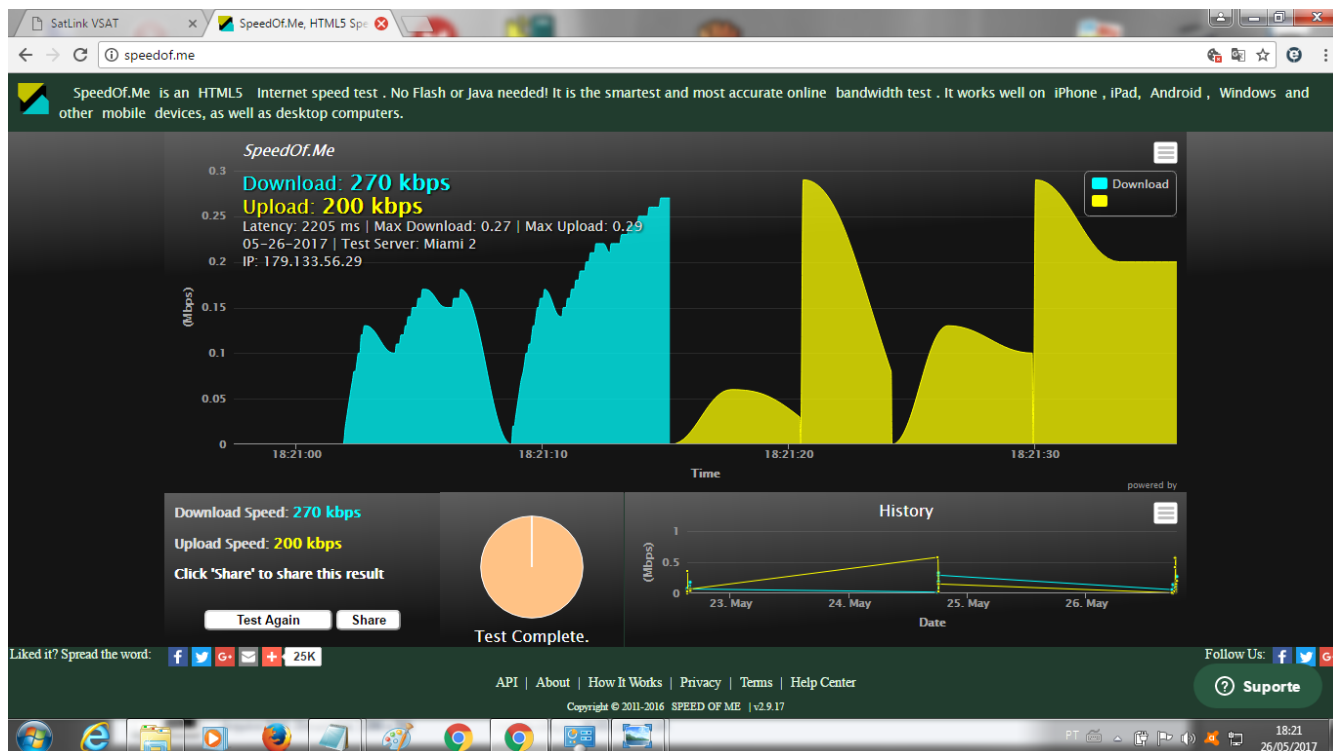 SatLink VSAT
SpeedOf.Me, HTML5 Spe
speedof.me
SpeedOf.Me is an HTML5 Internet speed test . No Flash or Java needed! It is the smartest and most accurate online bandwidth test . It works well on iPhone , iPad, Android , Windows and
other mobile devices, as well as desktop computers.
SpeedOf.Me
Download: 270 kbps
Upload: 200 kbps
Latency: 2205 ms | Max Download: 0.27 | Max Upload: 0.29
05-26-2017 | Test Server: Miami 2
IP: 179.133.56.29
Download
(Mbps)
0.3
0.25
0.2
0.15
0.1
0.05
0
18:21:00
18:21:10
18:21:20
18:21:30
Time
powered by
Download Speed: 270 kbps
Upload Speed: 200 kbps
Click 'Share' to share this result
Test Again
Share
Test Complete.
History
(Mbps)
1
0.5
0
23. May
24. May
25. May
26. May
Date
Liked it? Spread the word:
25K
Follow Us:
API | About | How It Works | Privacy | Terms | Help Center
Copyright © 2011-2016 SPEED OF ME | v2.9.17
Suporte
PT
18:21
26/05/2017